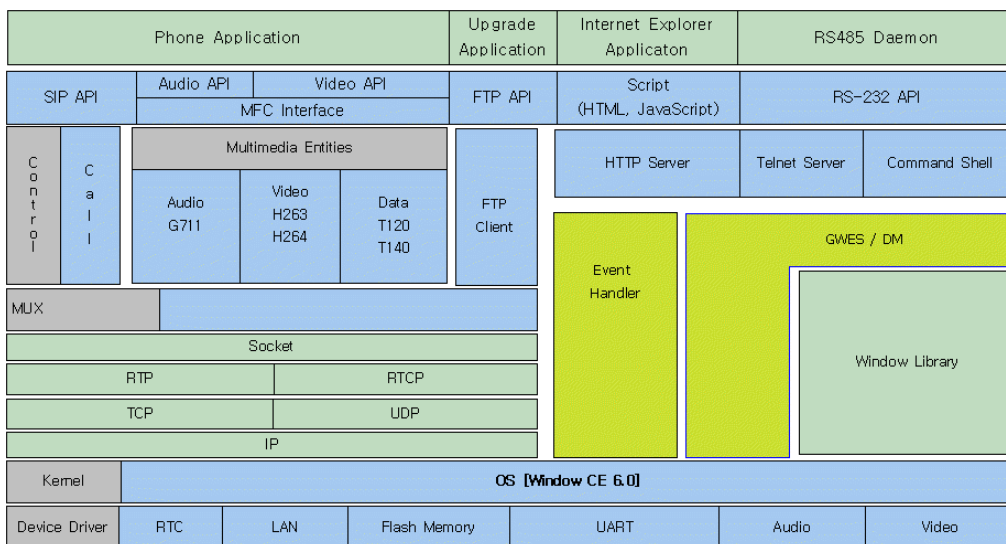 Phone Application
Upgrade
Application
Internet Explorer
Applicaton
RS485 Daemon
SIP API
Audio API
Video API
MFC Interface
FTP API
Script
(HTML, JavaScript)
RS-232 API
Control
Call
Multimedia Entities
Audio
G711
Video
H263
H264
Data
T120
T140
FTP
Client
HTTP Server
Telnet Server
Command Shell
Event
Handler
GWES / DM
Window Library
MUX
Socket
RTP
RTCP
TCP
UDP
IP
Kernel
OS [Window CE 6.0]
Device Driver
RTC
LAN
Flash Memory
UART
Audio
Video